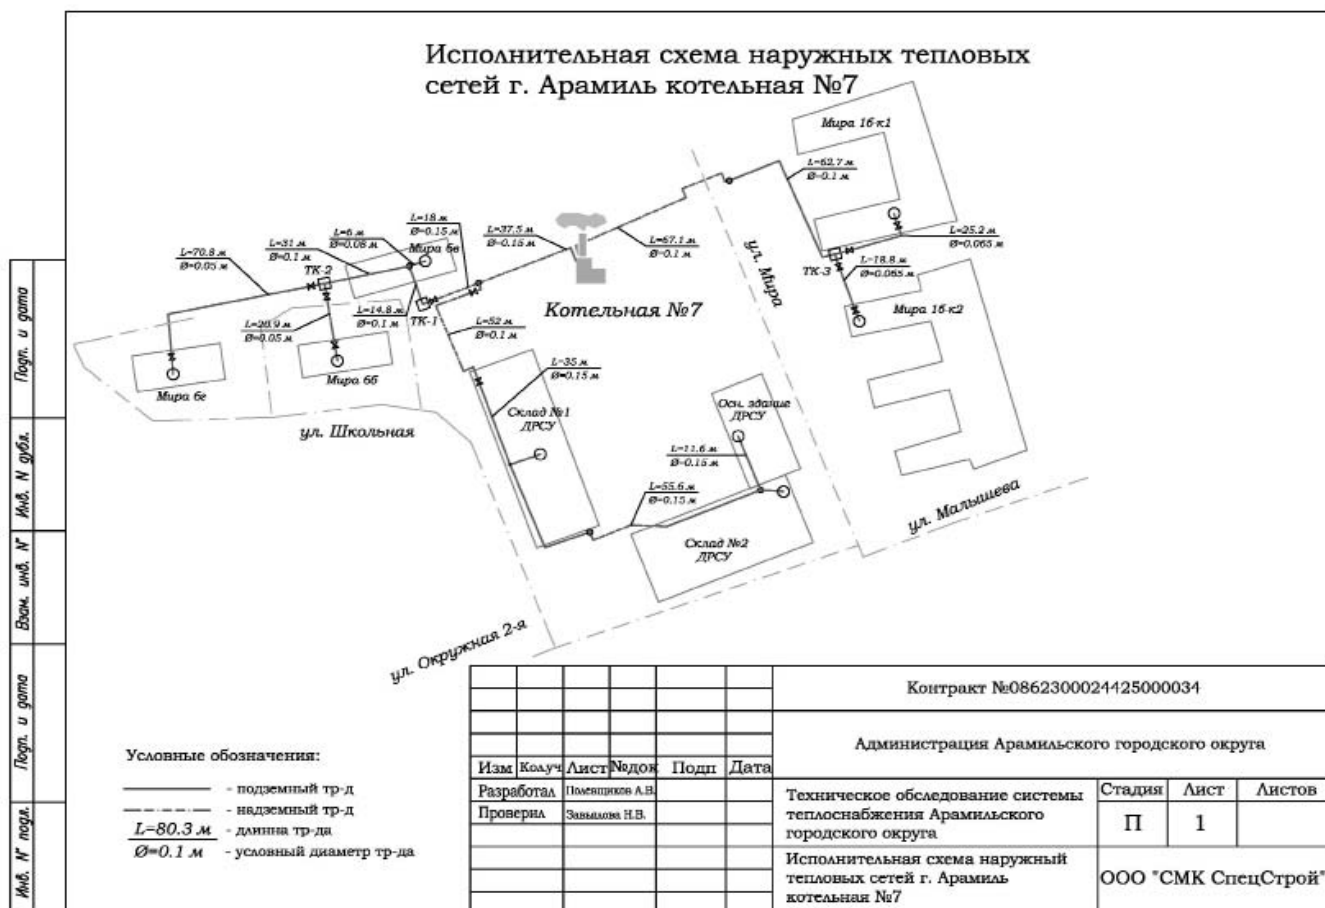 Исполнительная схема наружных тепловых
сетей г. Арамиль котельная №7
Мира 16-к1
L=62.7 м
Ø=0.1 м
L=18 м
Ø=0.15 м
L=6 м
Ø=0.08 м
L=31 м
Ø=0.1 м
L=70.8 м
Ø=0.05 м
Мира 6в
L=37.5 м
Ø=0.15 м
L=67.1 м
Ø=0.1 м
L=25.2 м
Ø=0.065 м
ТК-2
ТК-3
L=18.8 м
Ø=0.065 м
ул. Мира
L=20.9 м
Ø=0.05 м
L=14.8 м
Ø=0.1 м
ТК-1
Котельная №7
Мира 16-к2
L=52 м
Ø=0.1 м
L=35 м
Ø=0.15 м
Мира 6г
Мира 6б
ул. Школьная
Склад №1
ДРСУ
Осн. здание
ДРСУ
L=11.6 м
Ø=0.15 м
L=55.6 м
Ø=0.15 м
Склад №2
ДРСУ
ул. Малышева
ул. Окружная 2-я
Подп. и дата
Инв. N дубл.
Взам. инв. N°
Подп. и дата
Инв. N° подл.
Условные обозначения:
- подземный тр-д
- надземный тр-д
L=80.3 м - длинна тр-да
Ø=0.1 м - условный диаметр тр-да
Контракт №0862300024425000034
Администрация Арамильского городского округа
Изм Колуч Лист №док Подп Дата
Разработал Полевщиков А.В.
Проверил Завьялова Н.В.
Техническое обследование системы
теплоснабжения Арамильского
городского округа
Стадия Лист Листов
П 1
Исполнительная схема наружный
тепловых сетей г. Арамиль
котельная №7
ООО "СМК СпецСтрой"